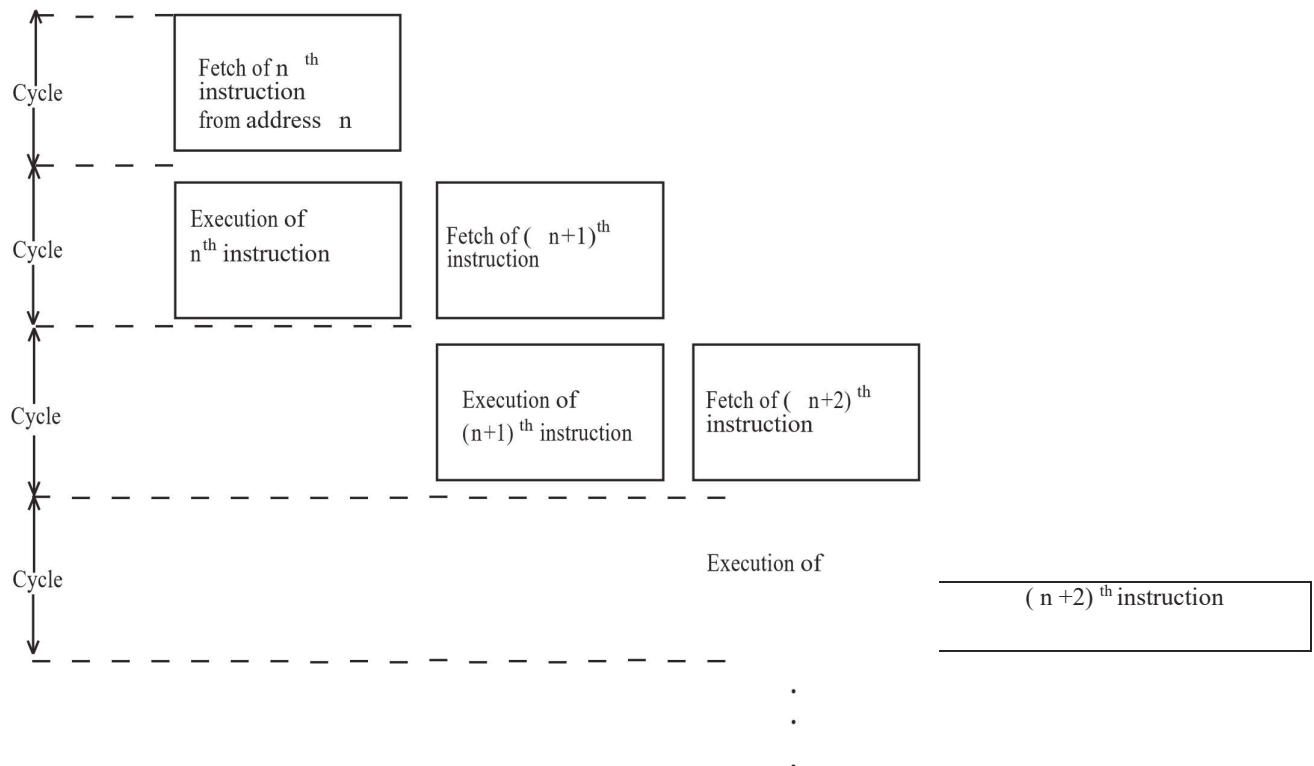 Fetch of n th
instruction
from address n
Cycle
Execution of
nth instruction
Fetch of ( n+1)th
instruction
Cycle
Execution of
(n+1) th instruction
Fetch of ( n+2) th
instruction
Cycle
Execution of
( n +2) th instruction
Cycle